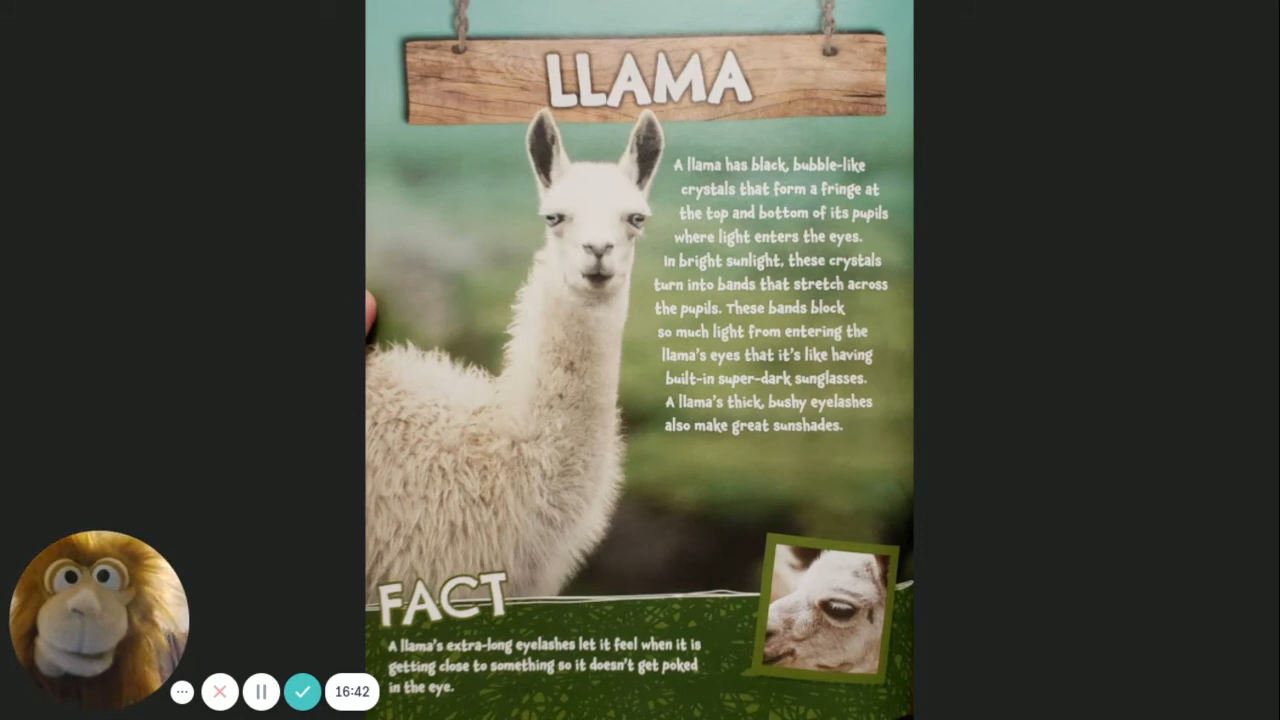 LLAMA
A llama has black, bubble-like
crystals that form a fringe at
the top and bottom of its pupils
where light enters the eyes.
In bright sunlight, these crystals
turn into bands that stretch across
the pupils. These bands block
so much light from entering the
llama's eyes that it's like having
built-in super-dark sunglasses.
A llama's thick, bushy eyelashes
also make great sunshades.
FACT
A llama's extra-long eyelashes let it feel when it is
getting close to something so it doesn't get poked
in the eye.
16:42